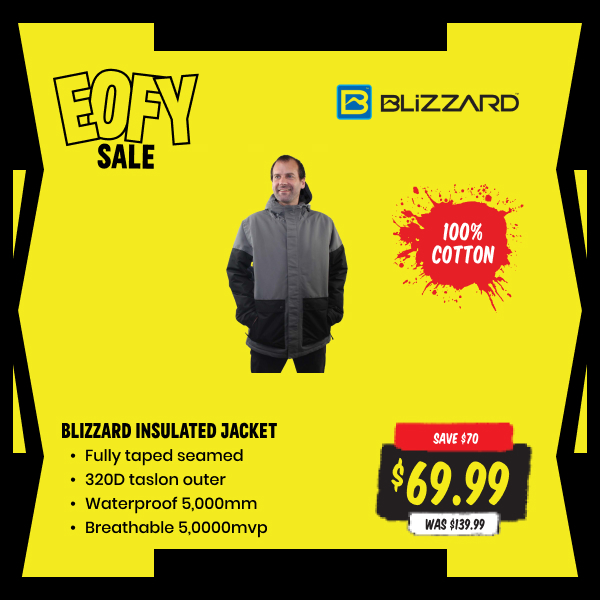 EOFY
SALE
BLIZZARD
100%
COTTON
BLIZZARD INSULATED JACKET
• Fully taped seamed
• 320D taslon outer
• Waterproof 5,000mm
• Breathable 5,0000mvp
SAVE $70
$69.99
WAS $139.99